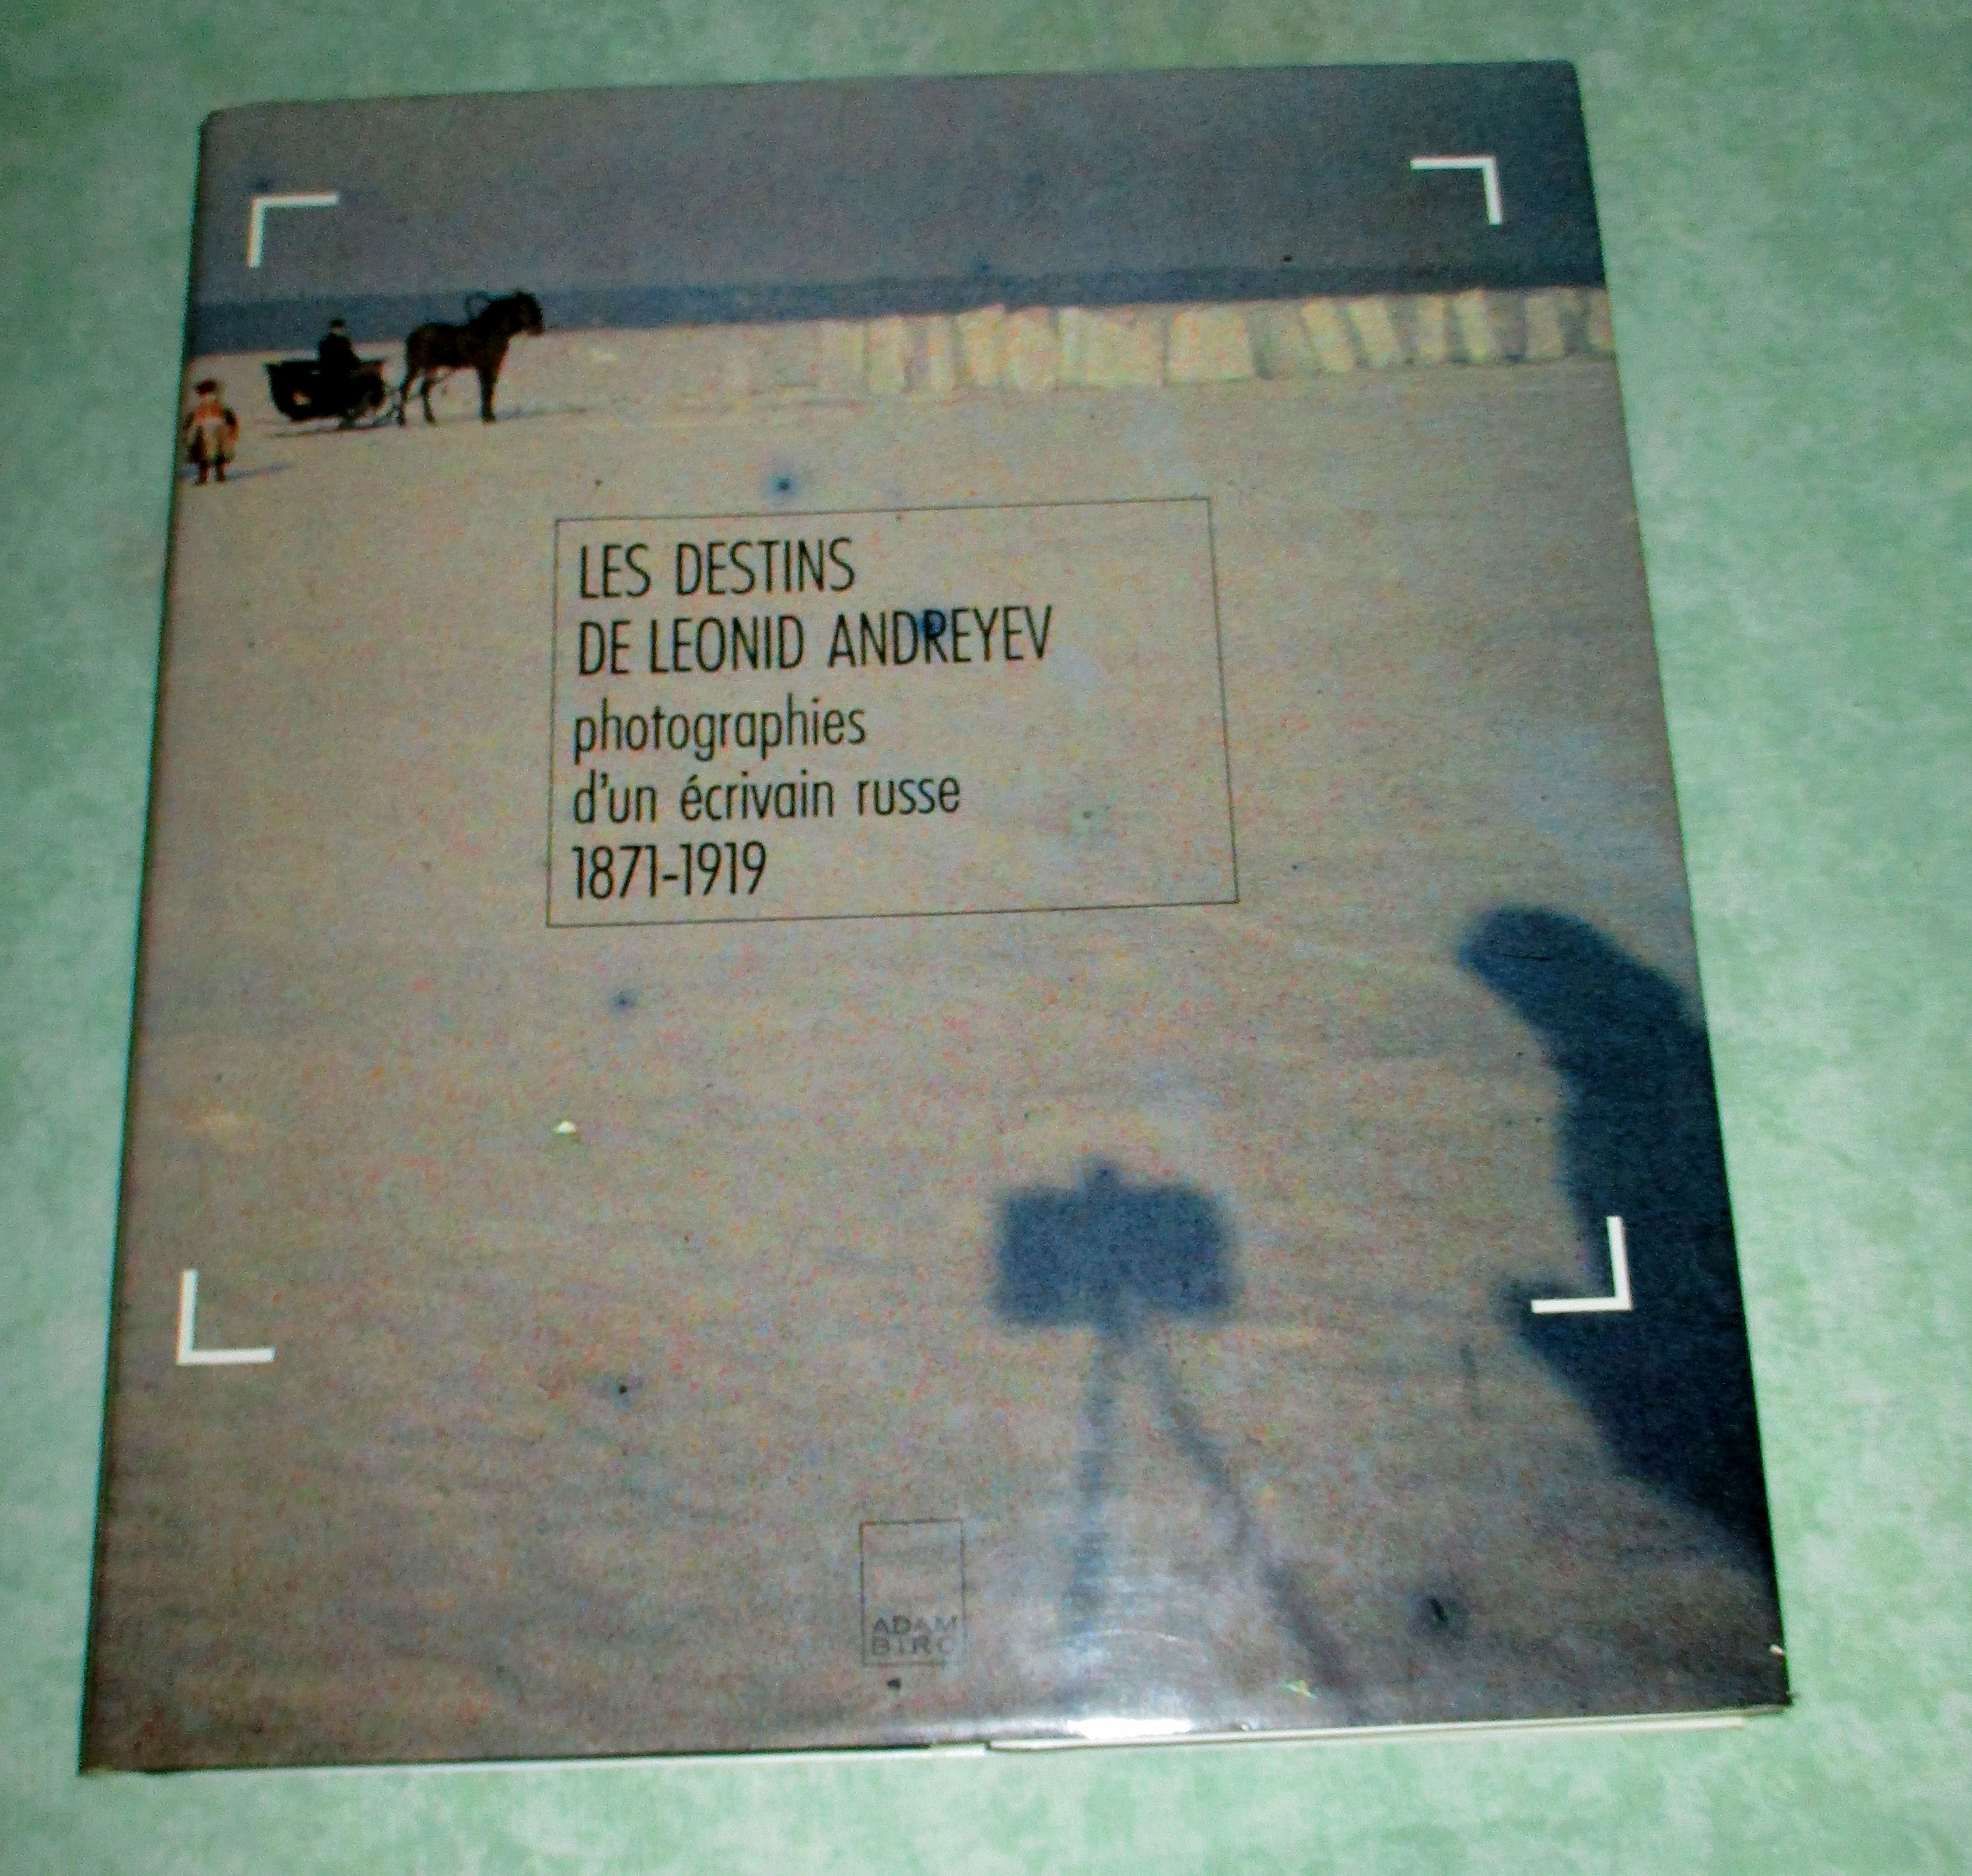 LES DESTINS
DE LEONID ANDREYEV
photographies
d'un écrivain russe
1871-1919
ADAM
BIRO